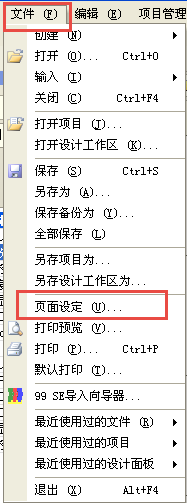 文件 (F) 编辑 (E) 项目管理
创建 (N)
打开 (O)... Ctrl+O
输入 (I)
关闭 (C) Ctrl+F4
打开项目 (J)...
打开设计工作区 (K)...
保存 (S) Ctrl+S
另存为 (A)...
保存备份为 (Y)...
全部保存 (L)
另存项目为...
另存设计工作区为...
页面设定 (U)...
打印预览 (V)...
打印 (P)... Ctrl+P
默认打印 (T)...
99 SE导入向导器...
最近使用过的文件 (R)
最近使用过的项目
最近使用过的设计面板
退出 (X) Alt+F4